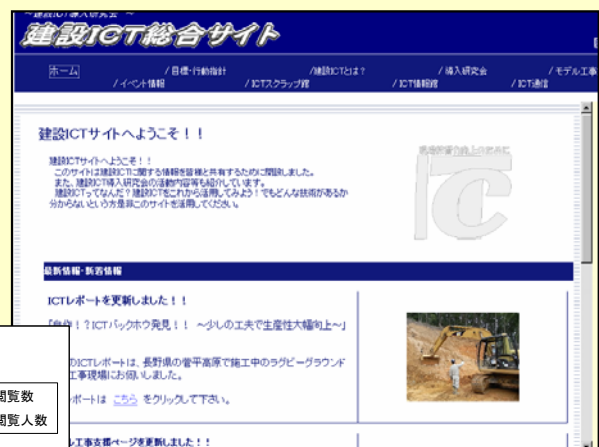 ～建設ICT導入研究会～
建設ICT総合サイト
ホーム
/ 目標・行動指針
/建設ICTとは？
/ 導入研究会
/ モデル工事
/ イベント情報
/ ICTスクラップ館
/ ICT情報館
/ ICT通信
建設ICTサイトへようこそ！！
建設ICTサイトへようこそ！！
このサイトは建設ICTに関する情報を皆様と共有するために開設しました。
また、建設ICT導入研究会の活動内容等も紹介しています。
建設ICTってなんだ？建設ICTをこれから活用してみよう！でもどんな技術があるか
分からないという方是非このサイトを活用してください。
最新情報・新着情報
ICTレポートを更新しました！！
「自作！？ICTバックホウ発見！！ ～少しの工夫で生産性大幅向上～」
のICTレポートは、長野県の菅平高原で施工中のラグビーグラウンド
工事現場にお伺いしました。
ポートは こちら をクリックして下さい。
閲覧数
閲覧人数
ル工事支援ページを更新しました！！